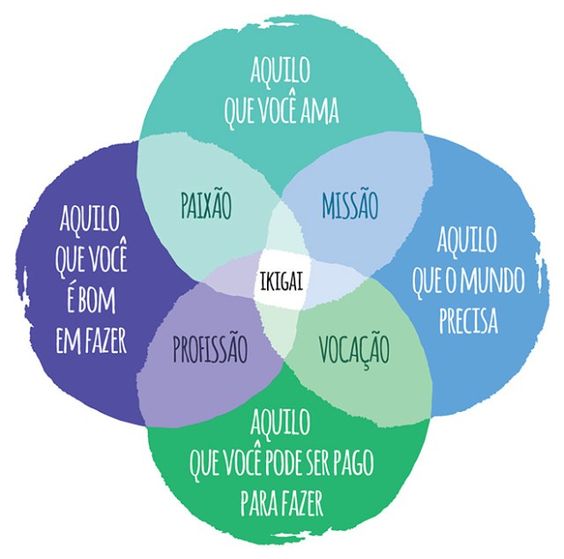 AQUILO
QUE VOCÊ AMA
PAIXÃO
MISSÃO
AQUILO
QUE VOCÊ
É BOM
EM FAZER
AQUILO
QUE O MUNDO
PRECISA
IKIGAI
PROFISSÃO
VOCAÇÃO
AQUILO
QUE VOCÊ PODE SER PAGO
PARA FAZER